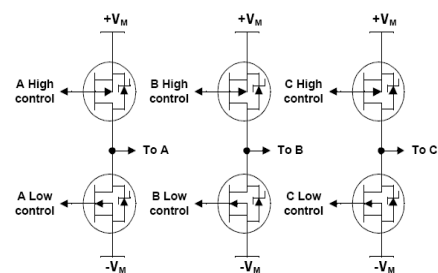 +VM +VM +VM
A High control
B High control
C High control
To A
To B
To C
A Low control
B Low control
C Low control
-VM -VM -VM